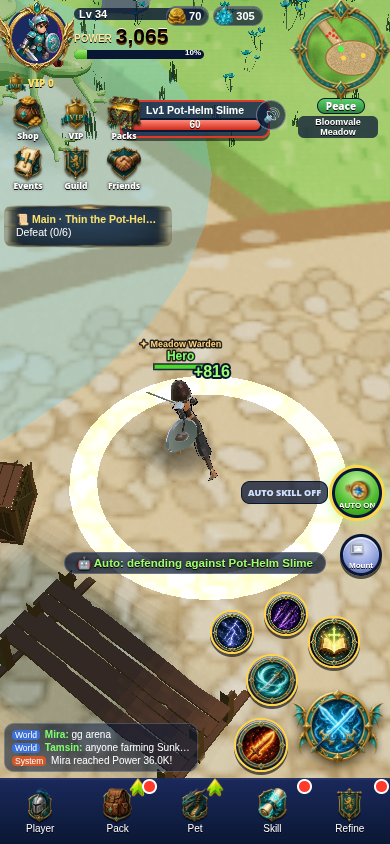 Lv 34
70
305
POWER 3,065
10%
VIP 0
Lv1 Pot-Helm Slime
60
Peace
Bloomvale
Meadow
Shop
VIP
Packs
Events
Guild
Friends
Main · Thin the Pot-Hel...
Defeat (0/6)
Meadow Warden
Hero
+816
AUTO SKILL OFF
AUTO ON
Auto: defending against Pot-Helm Slime
Mount
World Mira: gg arena
World Tamsin: anyone farming Sunk...
System Mira reached Power 36.0K!
Player
Pack
Pet
Skill
Refine